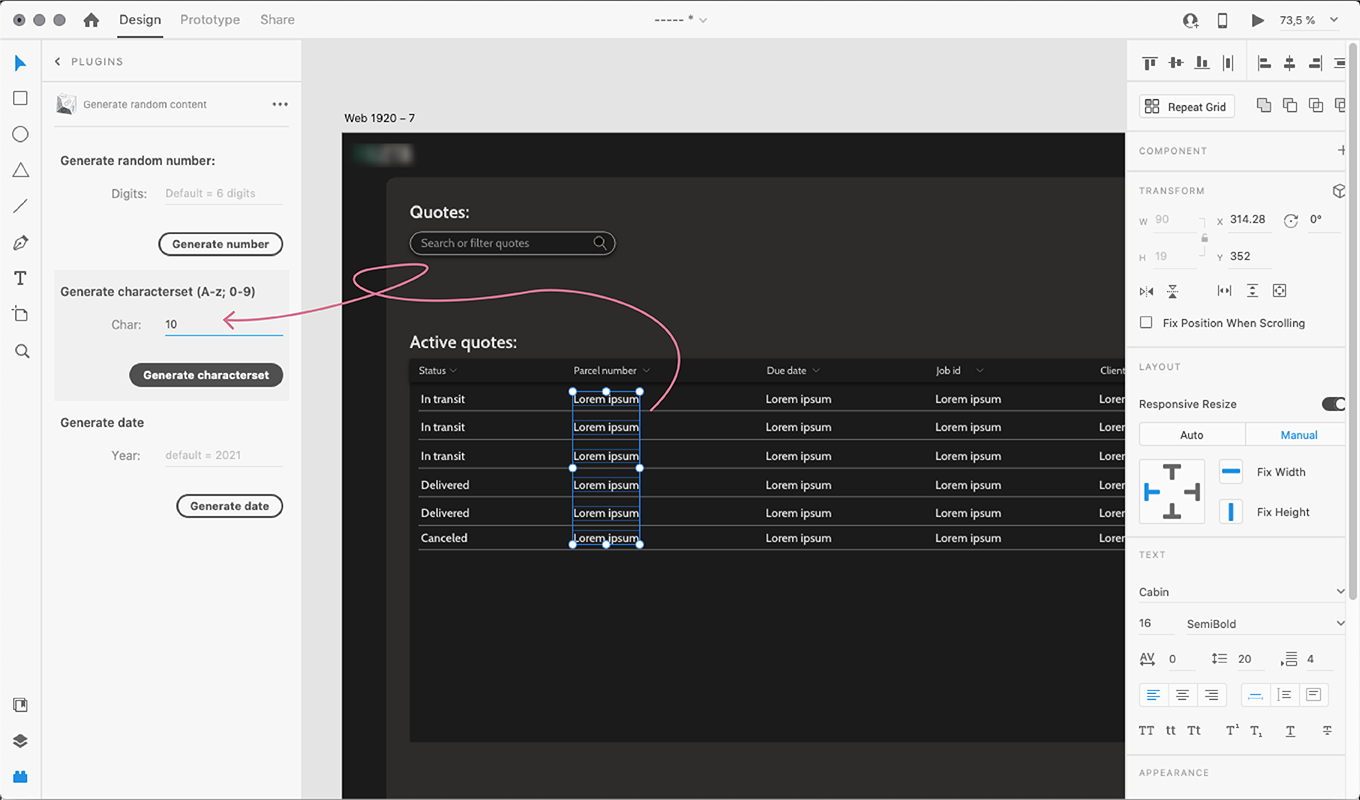 Design Prototype Share ----- * 73,5 %
PLUGINS
Generate random content
Generate random number:
Digits: Default = 6 digits
Generate number
Generate characterset (A-z; 0-9)
Char: 10
Generate characterset
Generate date
Year: default = 2021
Generate date
Web 1920 – 7
Quotes:
Search or filter quotes
Active quotes:
Status Parcel number Due date Job id Client
In transit Lorem ipsum Lorem ipsum Lorem ipsum Lorer
In transit Lorem ipsum Lorem ipsum Lorem ipsum Lorer
In transit Lorem ipsum Lorem ipsum Lorem ipsum Lorer
Delivered Lorem ipsum Lorem ipsum Lorem ipsum Lorer
Delivered Lorem ipsum Lorem ipsum Lorem ipsum Lorer
Canceled Lorem ipsum Lorem ipsum Lorem ipsum Lorer
Repeat Grid
COMPONENT
TRANSFORM
W 90 X 314.28 0°
H 19 Y 352
Fix Position When Scrolling
LAYOUT
Responsive Resize
Auto Manual
Fix Width
Fix Height
TEXT
Cabin
16 SemiBold
AV 0 20 4
TT tt Tt T¹ T₁ T T
APPEARANCE